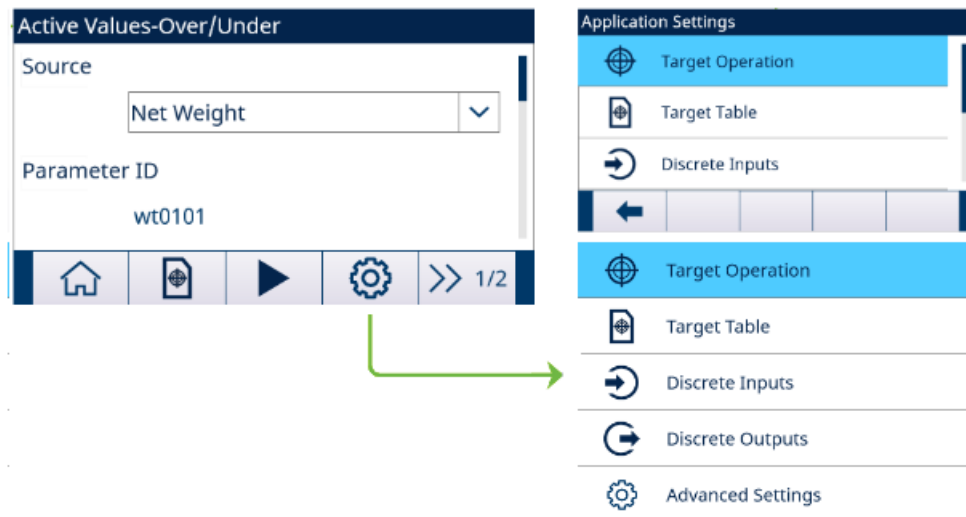 Active Values-Over/Under
Source
Net Weight
Parameter ID
wt0101
1/2
Application Settings
Target Operation
Target Table
Discrete Inputs
Target Operation
Target Table
Discrete Inputs
Discrete Outputs
Advanced Settings